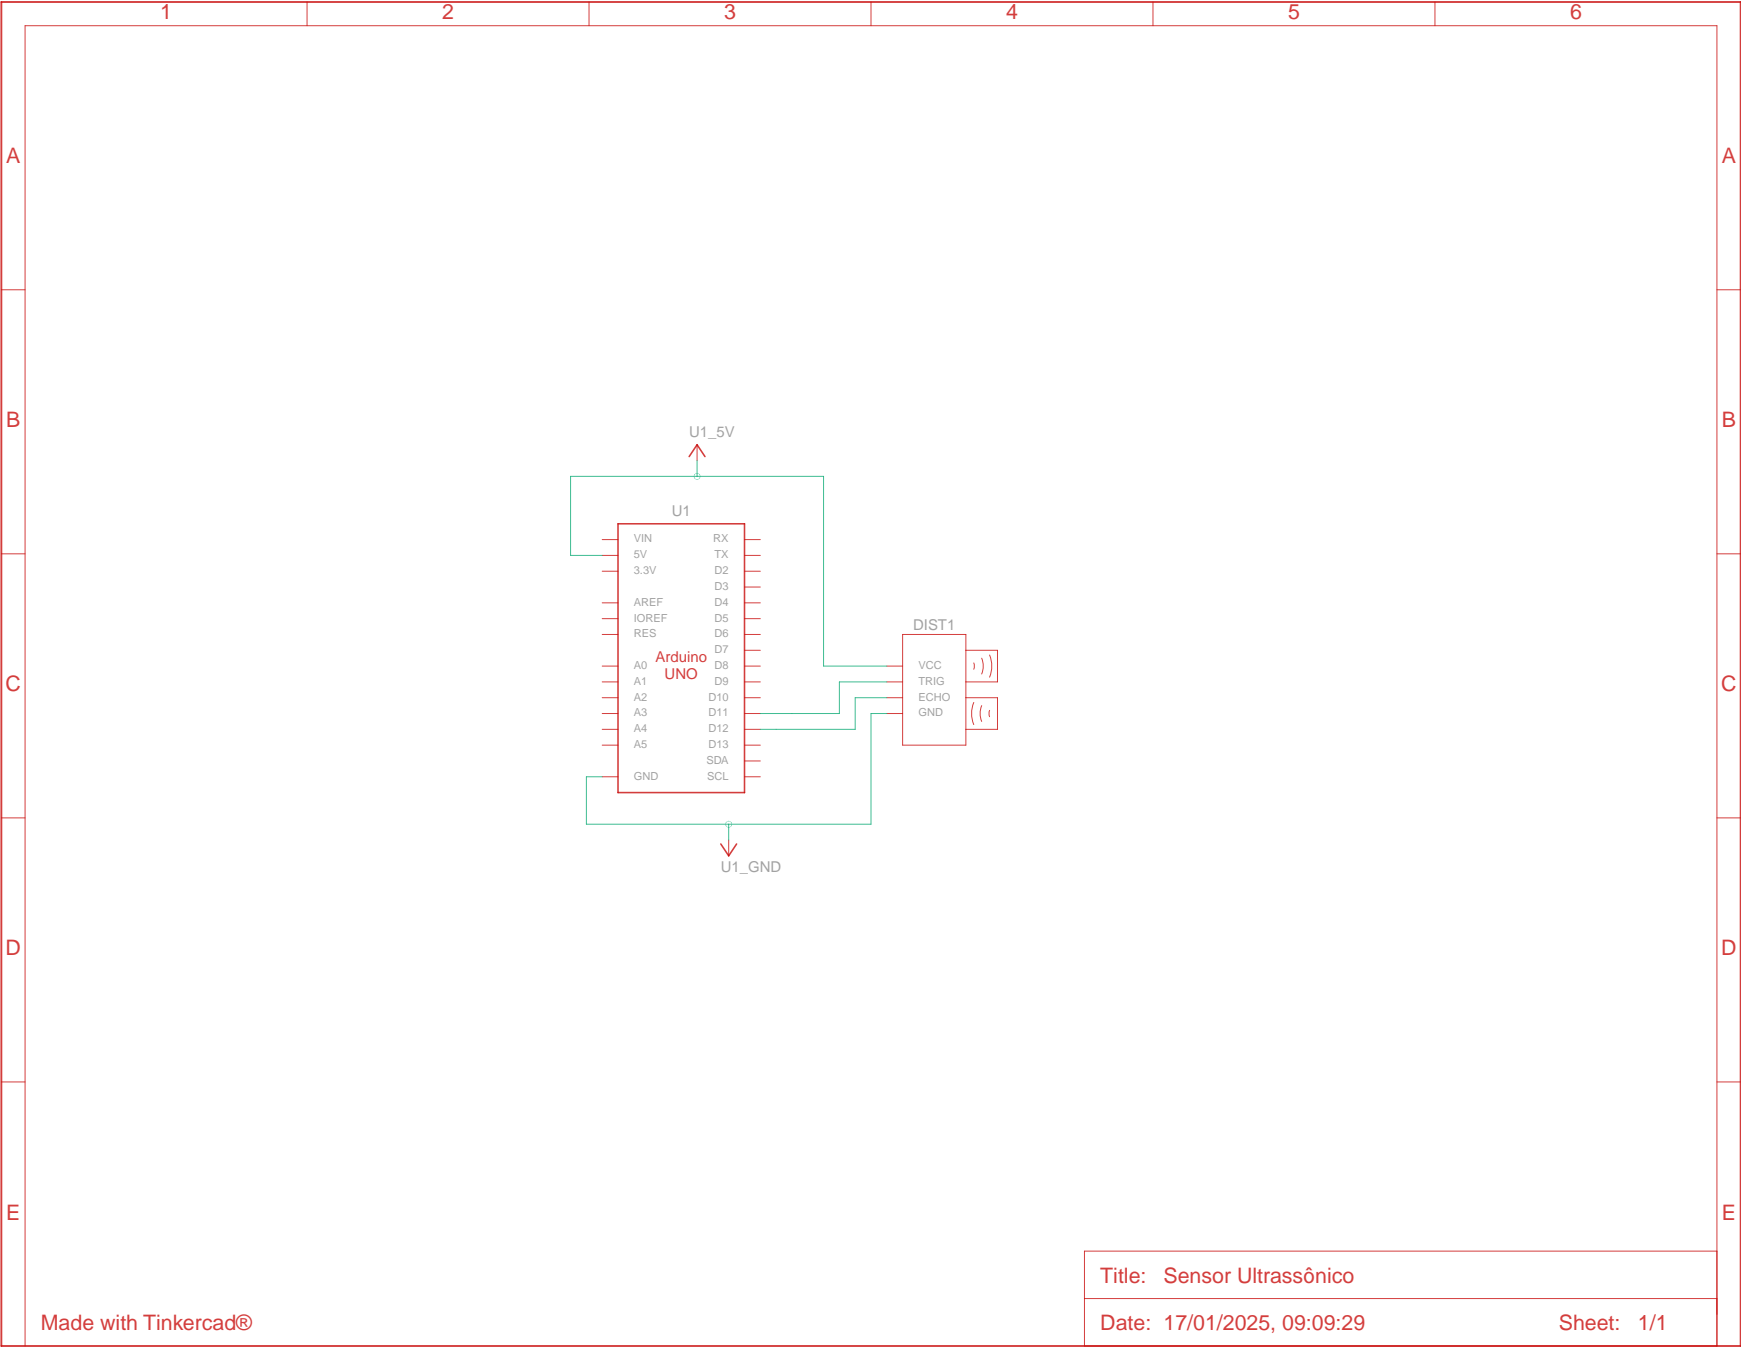 1 2 3 4 5 6
A A
B B
U1_5V
U1
VIN RX
5V TX
3.3V D2
D3
AREF D4
IOREF D5
RES D6
D7
Arduino
UNO
A0 D8
A1 D9
A2 D10
A3 D11
A4 D12
A5 D13
SDA
GND SCL
DIST1
VCC
TRIG
ECHO
GND
C C
U1_GND
D D
E E
Title: Sensor Ultrassônico
Date: 17/01/2025, 09:09:29 Sheet: 1/1
Made with Tinkercad®